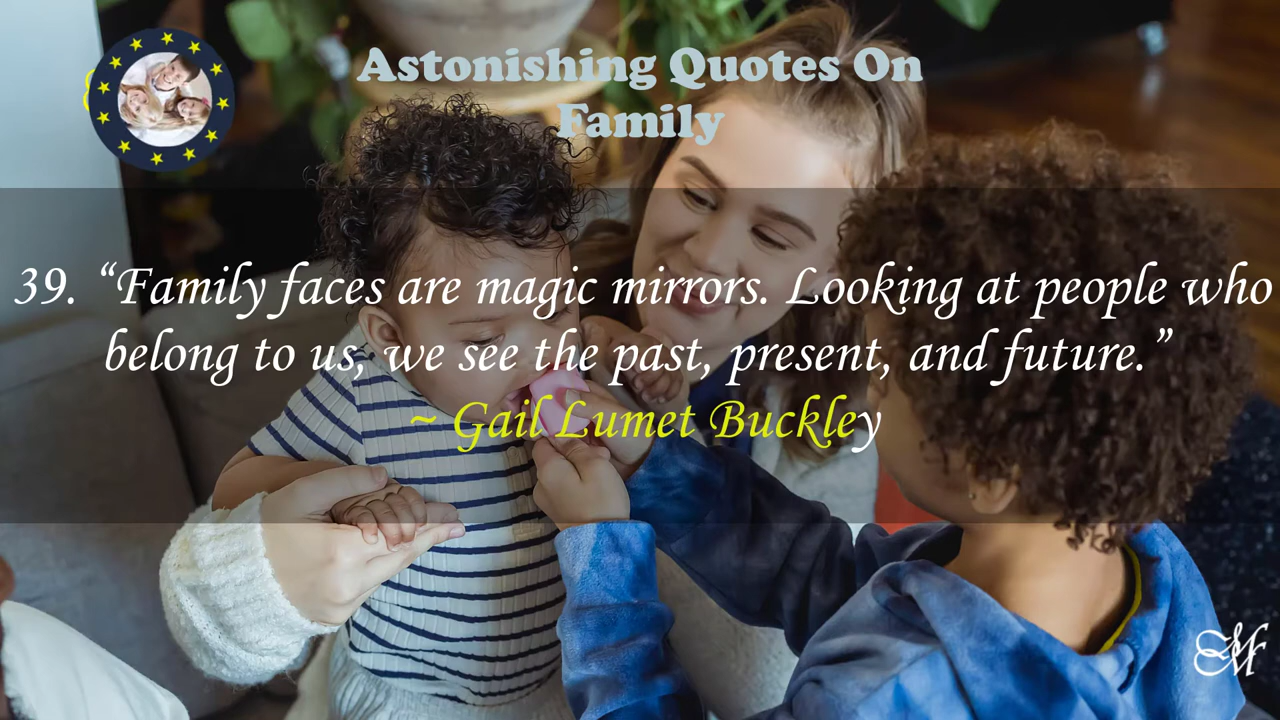 Astonishing Quotes On
Family
39. “Family faces are magic mirrors. Looking at people who
belong to us, we see the past, present, and future.”
~ Gail Lumet Buckley